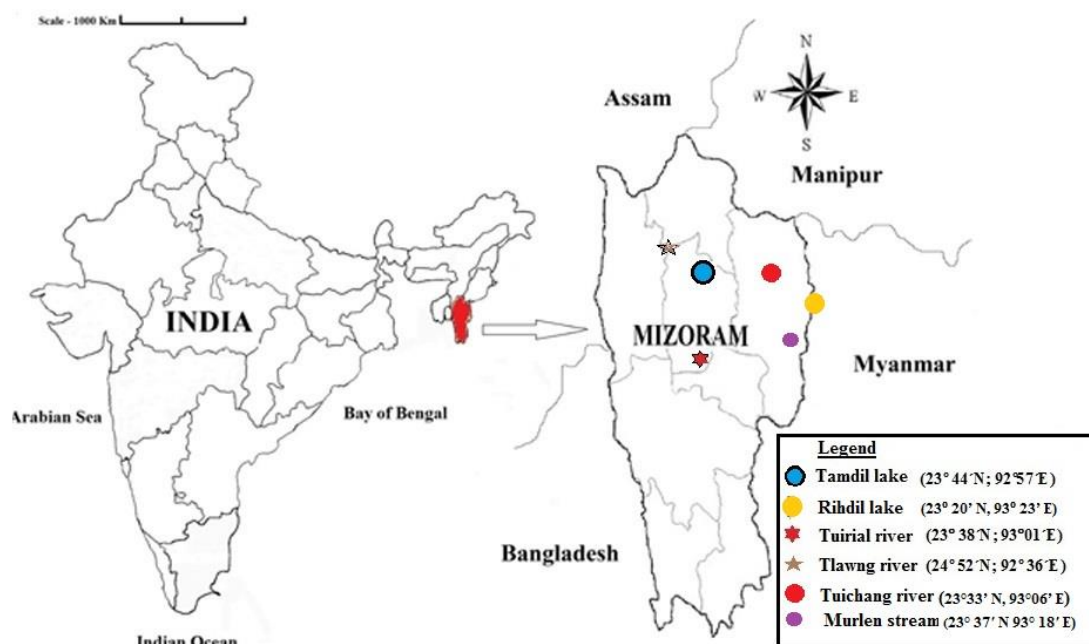 Scale - 1000 Km
N
W E
S
Assam
Manipur
INDIA
MIZORAM
Myanmar
Arabian Sea
Bay of Bengal
Bangladesh
Indian Ocean
Legend
Tamdil lake (23° 44´N; 92°57´E)
Rihdil lake (23° 20’ N, 93° 23’ E)
Tuirial river (23° 38´N; 93°01´E)
Tlawng river (24°52´N; 92°36´E)
Tuichang river (23°33’ N, 93°06’ E)
Murlen stream (23° 37′ N 93° 18′ E)